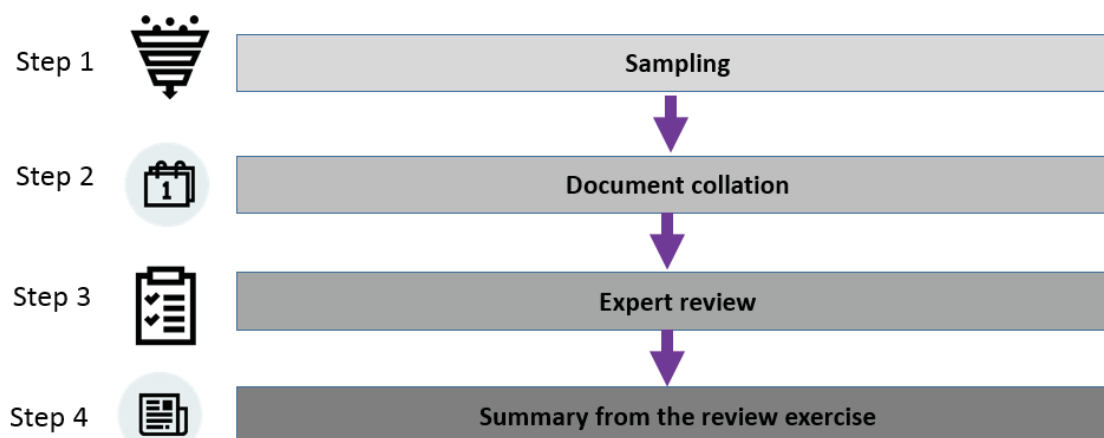 Step 1
Sampling
Step 2
1
Document collation
Step 3
Expert review
Step 4
Summary from the review exercise